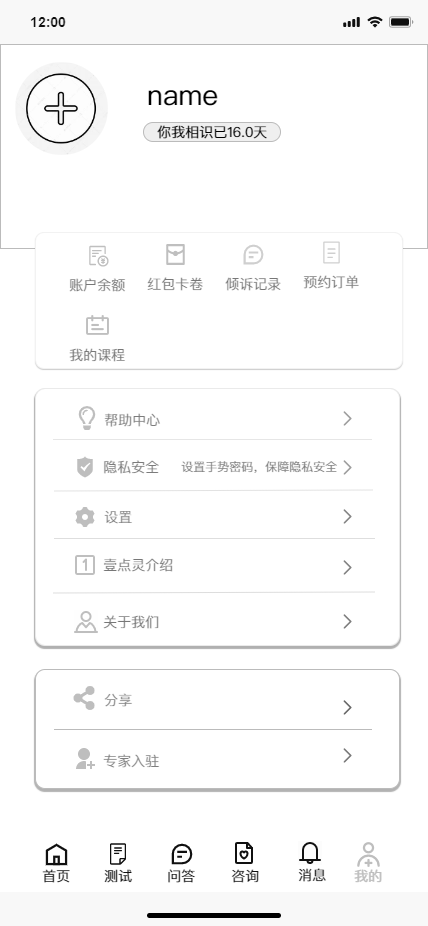 12:00
name
你我相识已16.0天
账户余额 红包卡卷 倾诉记录 预约订单
我的课程
帮助中心
隐私安全 设置手势密码，保障隐私安全
设置
1 壹点灵介绍
关于我们
分享
专家入驻
首页 测试 问答 咨询 消息 我的